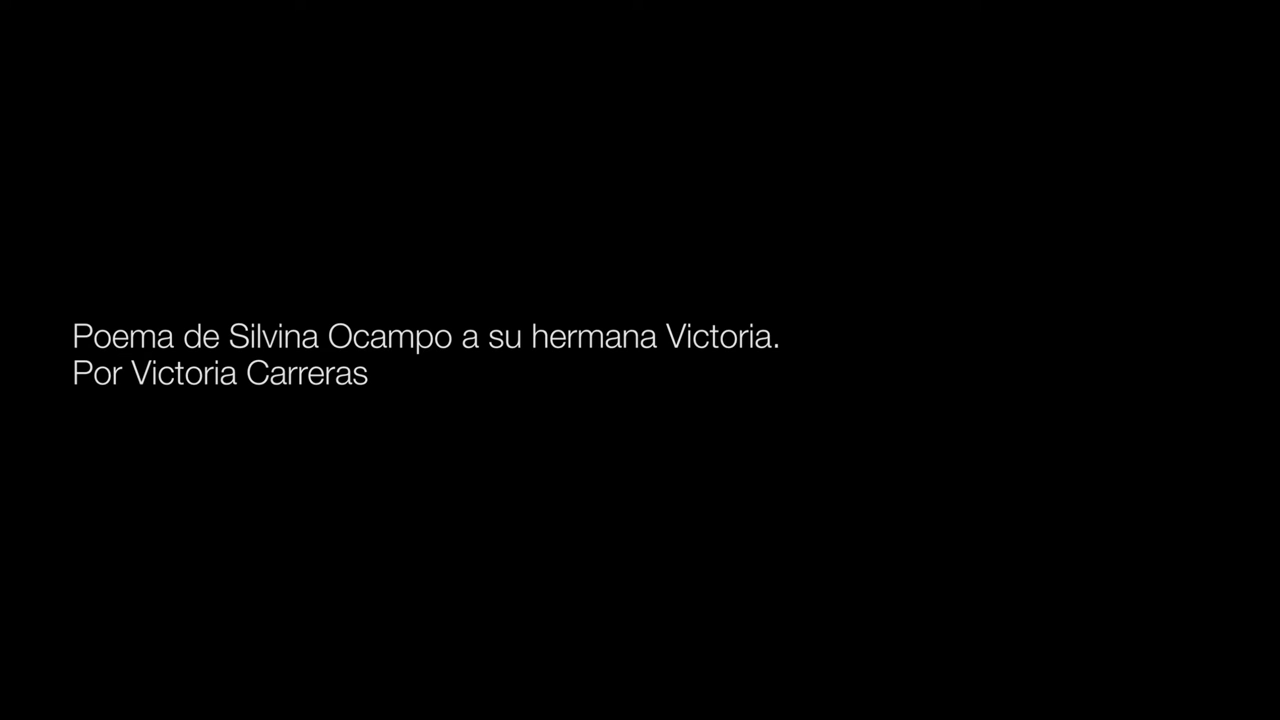 Poema de Silvina Ocampo a su hermana Victoria.
Por Victoria Carreras